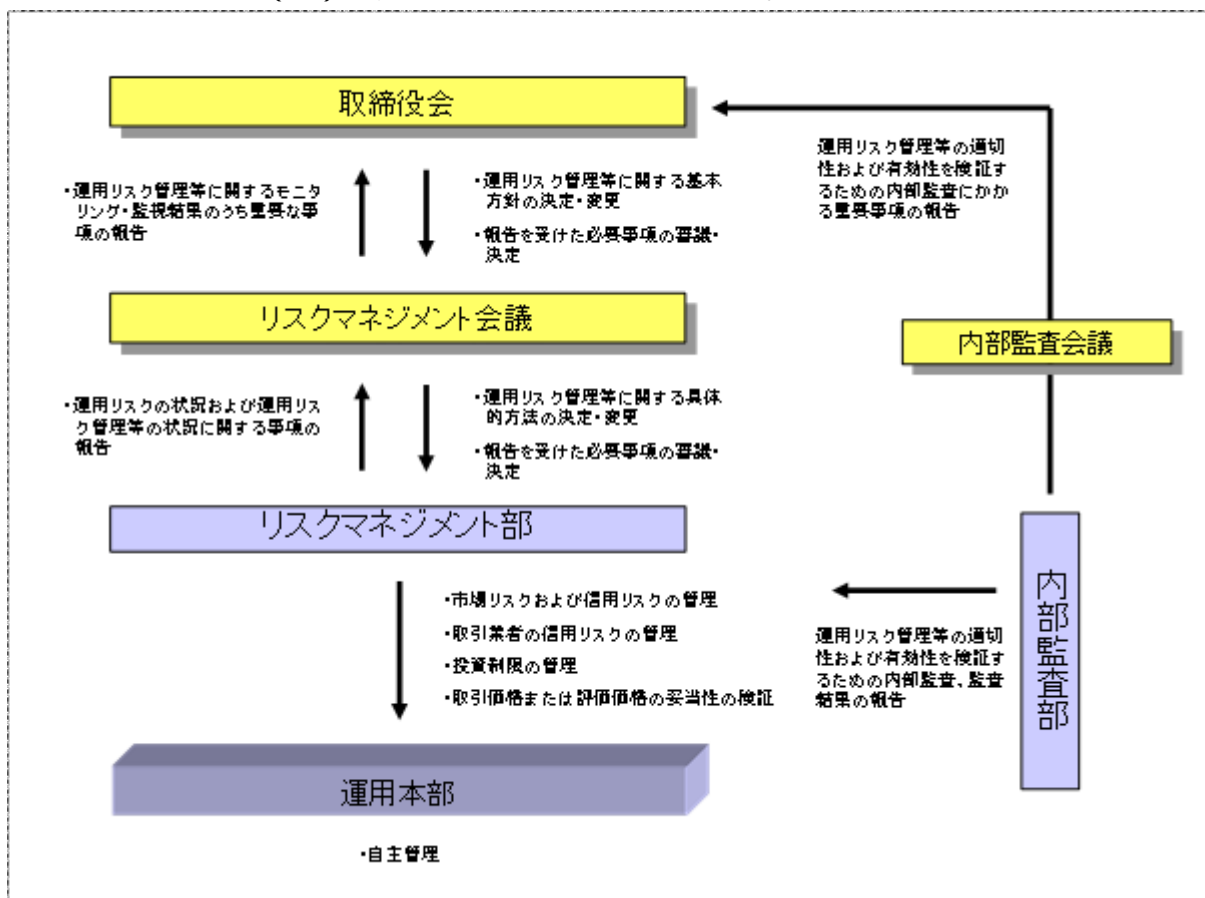 取締役会
・運用リスク管理等に関するモニタ
リング・監視結果のうち重要な事
項の報告
・運用リスク管理等に関する基本
方針の決定・変更
・報告を受けた必要事項の審議・
決定
運用リスク管理等の適切
性および有効性を検証す
るための内部監査にかか
る重要事項の報告
リスクマネジメント会議
内部監査会議
・運用リスクの状況および運用リス
ク管理等の状況に関する事項の
報告
・運用リスク管理等に関する具体
的方法の決定・変更
・報告を受けた必要事項の審議・
決定
リスクマネジメント部
・市場リスクおよび信用リスクの管理
・取引業者の信用リスクの管理
・投資制限の管理
・取引価格または評価価格の妥当性の検証
運用リスク管理等の適切
性および有効性を検証す
るための内部監査、監査
結果の報告
内部監査部
運用本部
・自主管理